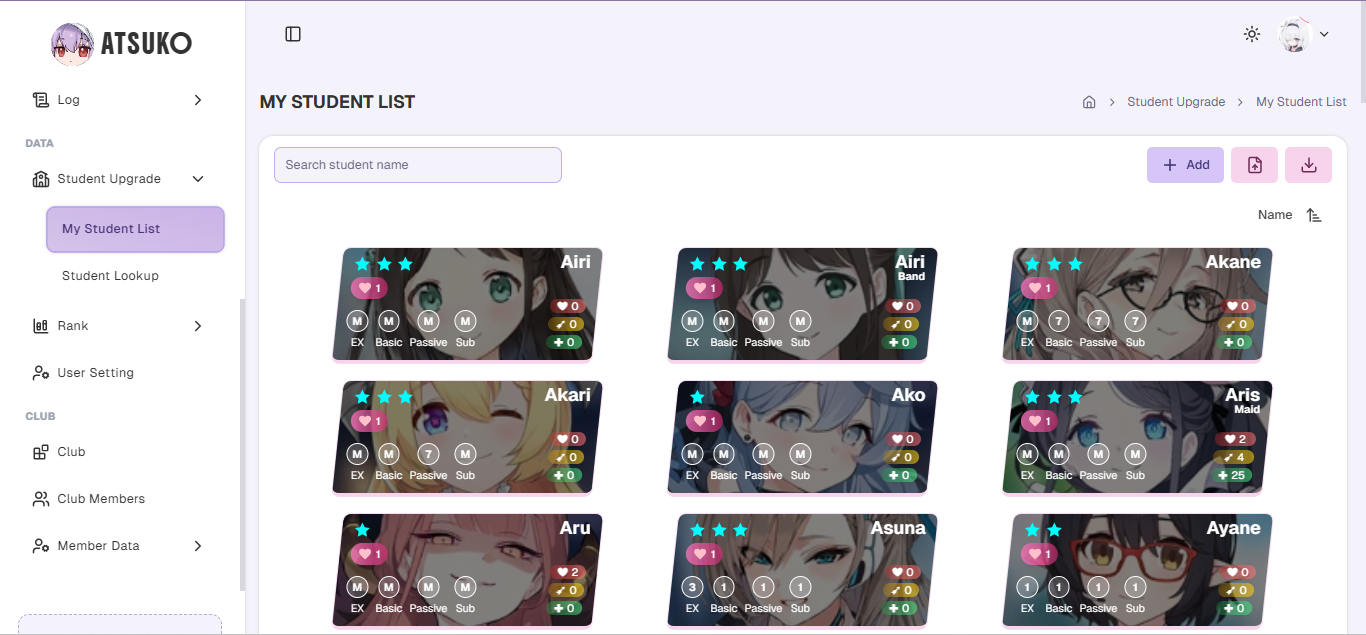 ATSUKO
Log
DATA
Student Upgrade
My Student List
Student Lookup
Rank
User Setting
CLUB
Club
Club Members
Member Data
MY STUDENT LIST
Student Upgrade
My Student List
Search student name
Add
Name
Airi
1
0
0
0
M M M M
EX Basic Passive Sub
Airi
Band
1
0
0
0
M M M M
EX Basic Passive Sub
Akane
1
0
0
0
M 7 7 7
EX Basic Passive Sub
Akari
1
0
0
0
M M 7 M
EX Basic Passive Sub
Ako
1
0
0
0
M M M M
EX Basic Passive Sub
Aris
Maid
1
2
4
25
M M M M
EX Basic Passive Sub
Aru
1
2
0
0
M M M M
EX Basic Passive Sub
Asuna
1
0
0
0
3 1 1 1
EX Basic Passive Sub
Ayane
1
0
0
0
1 1 1 1
EX Basic Passive Sub